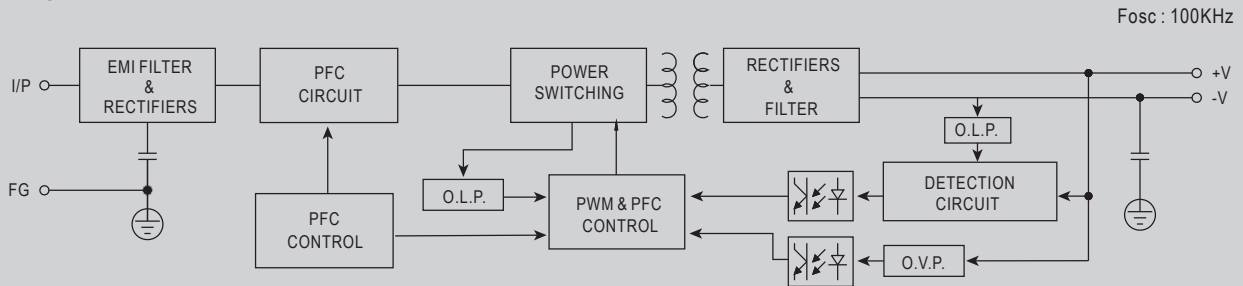 Fosc : 100KHz
I/P
EMI FILTER
&
RECTIFIERS
PFC
CIRCUIT
POWER
SWITCHING
RECTIFIERS
&
FILTER
+V
-V
O.L.P.
FG
PFC
CONTROL
O.L.P.
PWM & PFC
CONTROL
DETECTION
CIRCUIT
O.V.P.